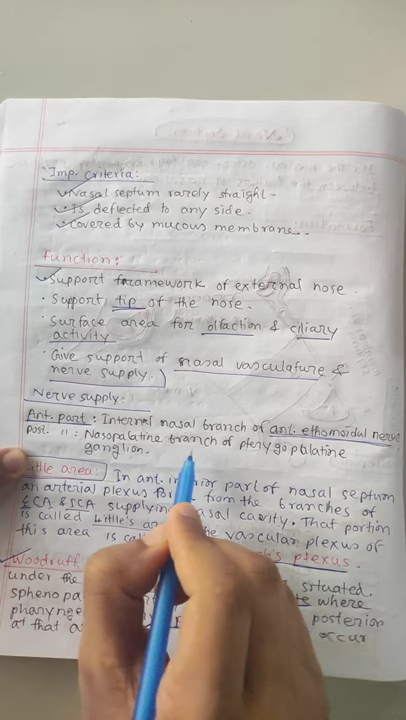 Imp. criteria:
Nasal septum rarely straight-
Is deflected to any side.
Covered by mucous membrane.
Function:
Support framework of external nose.
• Support tip of the nose.
• Surface area for olfaction & ciliary
activity
• Give support of nasal vasculature &
nerve supply.
Nerve supply.
Ant. part : Internal nasal branch of ant. ethomoidul nerve
Post. 11 : Nasopalatine branch of pterygopalatine
ganglion.
little area: In ant. part of nasal septum
an arterial plexus from the branches of
ECA & ICA supplying nasal cavity. That portion
is called Little's
this area is the vascular plexus of
plexus.
Woodruff situated.
under the where
posterior
at that occur